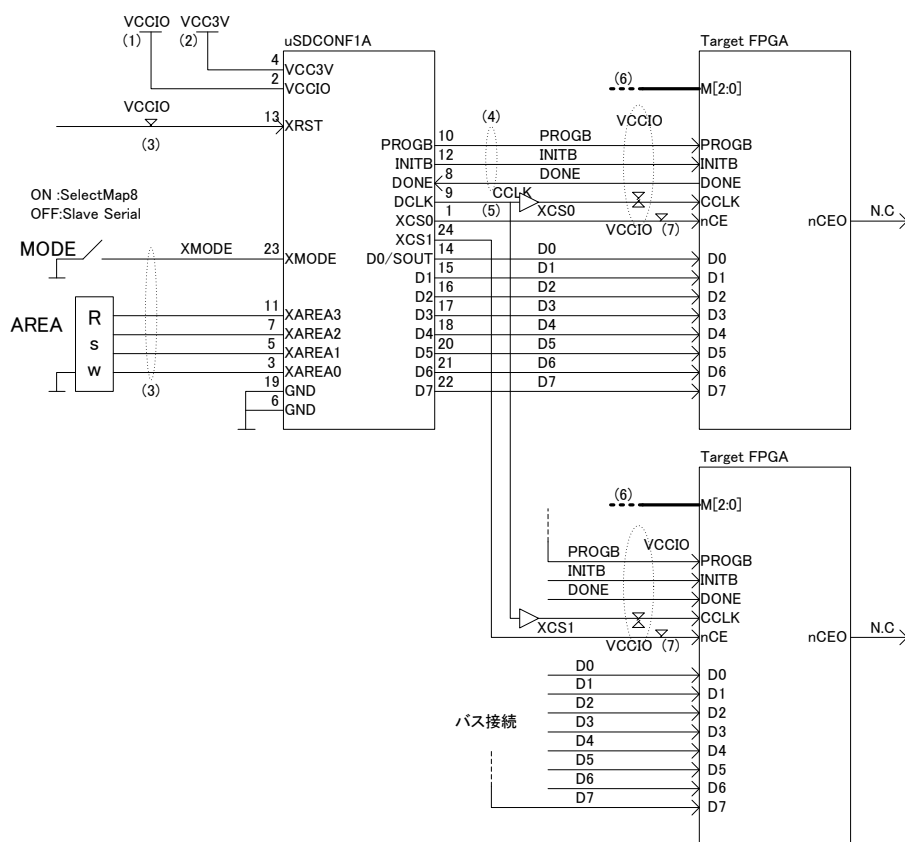 VCCIO VCC3V
(1) (2)
uSDCONF1A
Target FPGA
4 VCC3V
2 VCCIO
VCCIO
13 XRST
(3)
(6)
M[2:0]
(4)
VCCIO
PROGB 10 PROGB PROGB
INITB 12 INITB INITB
DONE 8 DONE DONE
DCLK 9 CCLK CCLK
(5)
XCS0 1 XCS0 nCE
VCCIO (7)
nCEO N.C
XCS1 24
ON :SelectMap8
OFF:Slave Serial
MODE XMODE 23 XMODE
D0/SOUT 14 D0 D0
D1 15 D1 D1
D2 16 D2 D2
D3 17 D3 D3
D4 18 D4 D4
D5 20 D5 D5
D6 21 D6 D6
D7 22 D7 D7
AREA
R
s
w
11 XAREA3
7 XAREA2
5 XAREA1
3 XAREA0
(3)
19 GND
6 GND
Target FPGA
(6)
M[2:0]
VCCIO
PROGB PROGB
INITB INITB
DONE DONE
CCLK
XCS1 nCE
VCCIO (7)
nCEO N.C
D0 D0
D1 D1
D2 D2
D3 D3
D4 D4
D5 D5
D6 D6
D7 D7
バス接続